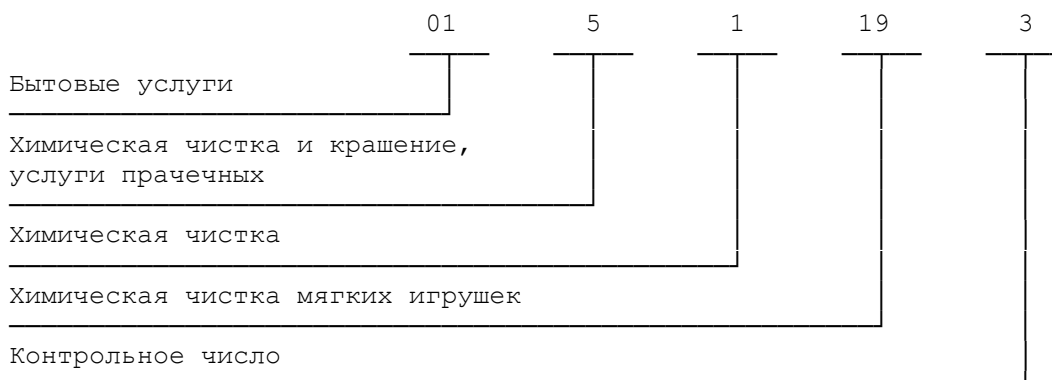 01 5 1 19 3
Бытовые услуги
Химическая чистка и крашение,
услуги прачечных
Химическая чистка
Химическая чистка мягких игрушек
Контрольное число